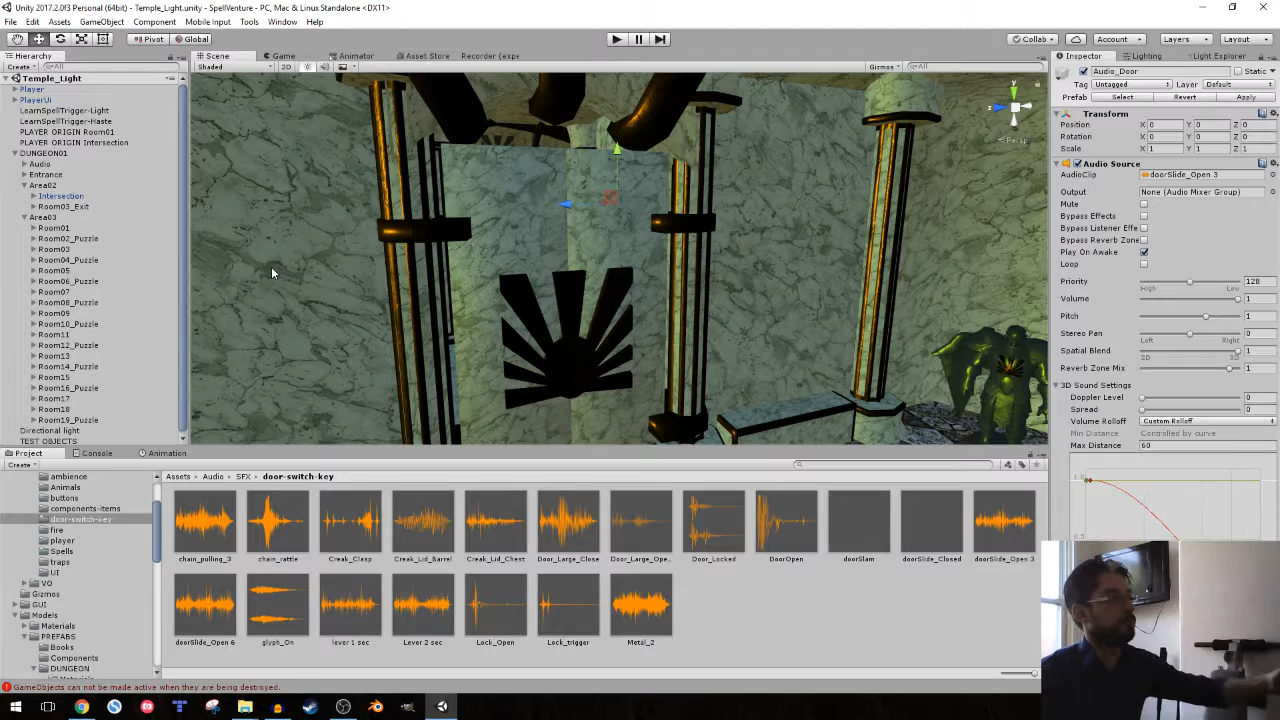 Unity 2017.2.0f3 Personal (64bit) - Temple_Light.unity - SpellVenture - PC, Mac & Linux Standalone <DX11>
File Edit Assets GameObject Component Mobile Input Tools Window Help
Pivot Global Collab Account Layers Layout
Hierarchy
Create All
Temple_Light
Player
PlayerUi
LearnSpellTrigger-Light
LearnSpellTrigger-Haste
PLAYER ORIGIN Room01
PLAYER ORIGIN Intersection
DUNGEON01
Audio
Entrance
Area02
Intersection
Room03_Exit
Area03
Room01
Room02_Puzzle
Room03
Room04_Puzzle
Room05
Room06_Puzzle
Room07
Room08_Puzzle
Room09
Room10_Puzzle
Room11
Room12_Puzzle
Room13
Room14_Puzzle
Room15
Room16_Puzzle
Room17
Room18
Room19_Puzzle
Directional light
TEST OBJECTS
Scene Game Animator Asset Store Recorder (expe
Shaded 2D Gizmos All
y
z
Persp
Inspector Lighting Light Explorer
Audio_Door Static
Tag Untagged Layer Default
Prefab Select Revert Apply
Transform
Position X 0 Y 0 Z 0
Rotation X 0 Y 0 Z 0
Scale X 1 Y 1 Z 1
Audio Source
AudioClip doorSlide_Open 3
Output None (Audio Mixer Group)
Mute
Bypass Effects
Bypass Listener Effe
Bypass Reverb Zone
Play On Awake
Loop
Priority 128
High Low
Volume 1
Pitch 1
Stereo Pan 0
Left Right
Spatial Blend 1
2D 3D
Reverb Zone Mix 1
3D Sound Settings
Doppler Level 0
Spread 0
Volume Rolloff Custom Rolloff
Min Distance Controlled by curve
Max Distance 60
1.0
0.5
Project Console Animation
Create
ambience
Animals
buttons
components-items
door-switch-key
fire
player
Spells
traps
UI
VO
Gizmos
GUI
Models
Materials
PREFABS
Books
Components
DUNGEON
Assets Audio SFX door-switch-key
chain_pulling_3 chain_rattle Creak_Clasp Creak_Lid_Barrel Creak_Lid_Chest Door_Large_Close Door_Large_Ope.. Door_Locked DoorOpen doorSlam doorSlide_Closed doorSlide_Open 3
doorSlide_Open 6 glyph_On lever 1 sec Lever 2 sec Lock_Open Lock_trigger Metal_2
GameObjects can not be made active when they are being destroyed.